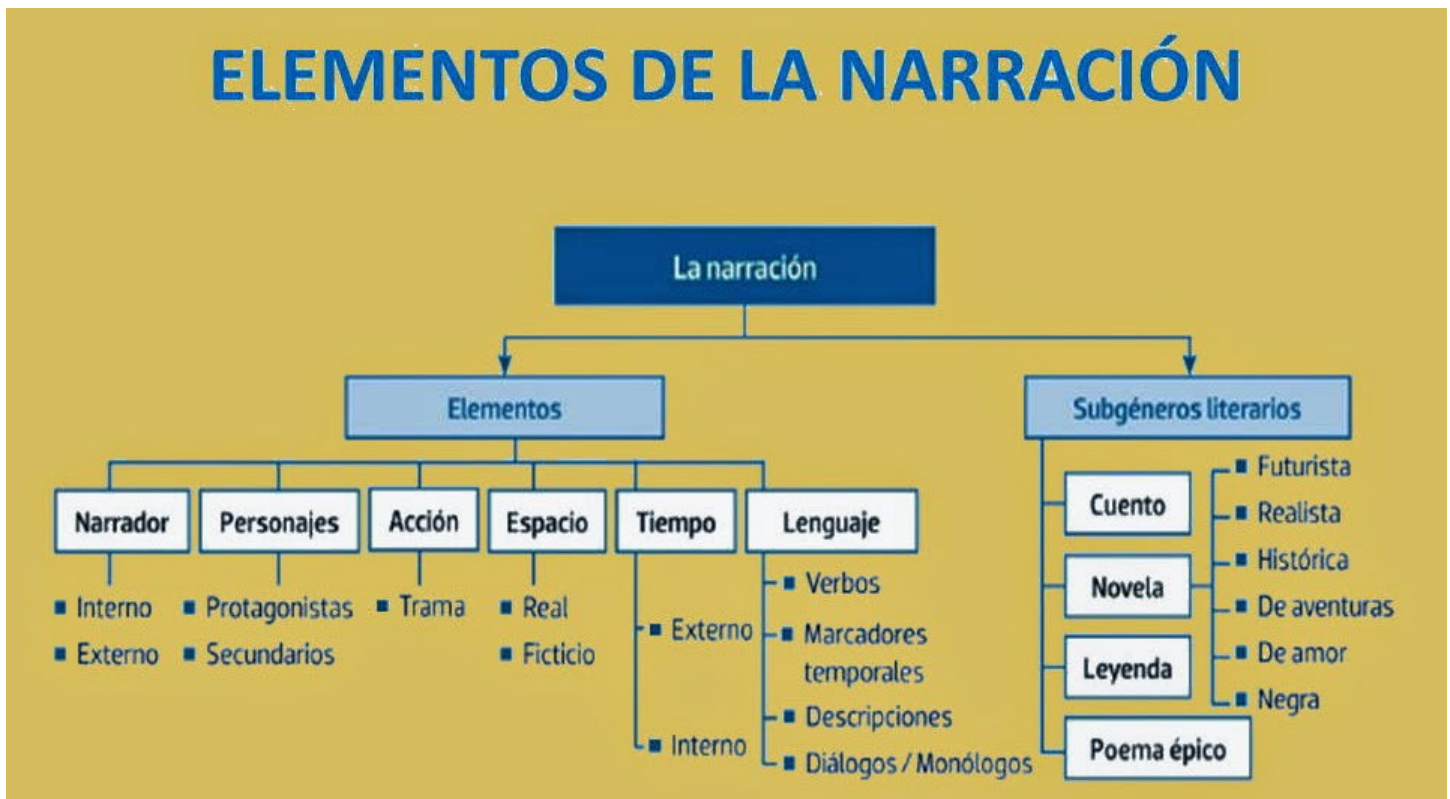 ELEMENTOS DE LA NARRACIÓN
La narración
Elementos
Subgéneros literarios
Narrador
Interno
Externo
Personajes
Protagonistas
Secundarios
Acción
Trama
Espacio
Real
Ficticio
Tiempo
Externo
Interno
Lenguaje
Verbos
Marcadores
temporales
Descripciones
Diálogos / Monólogos
Cuento
Novela
Futurista
Realista
Histórica
De aventuras
De amor
Negra
Leyenda
Poema épico